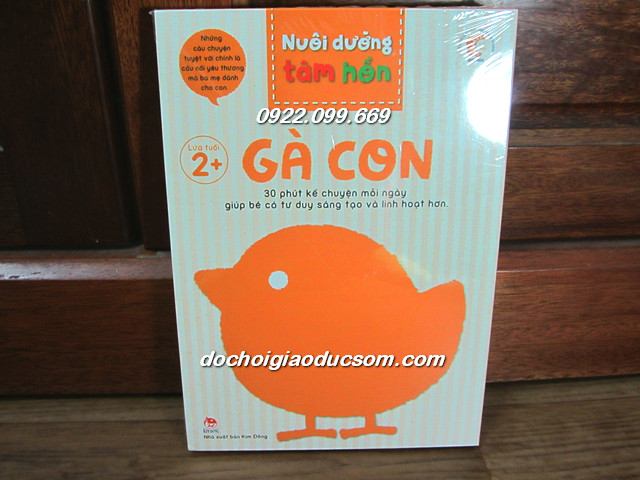 Những
câu chuyện
tuyệt vời chính là
cầu nối yêu thương
mà ba mẹ dành
cho con.
Nuôi dưỡng
tâm hồn
0922.099.669
Lứa tuổi
2+
GÀ CON
30 phút kể chuyện mỗi ngày
giúp bé có tư duy sáng tạo và linh hoạt hơn.
dochoigiaoducsom.com
Nhà xuất bản Kim Đồng